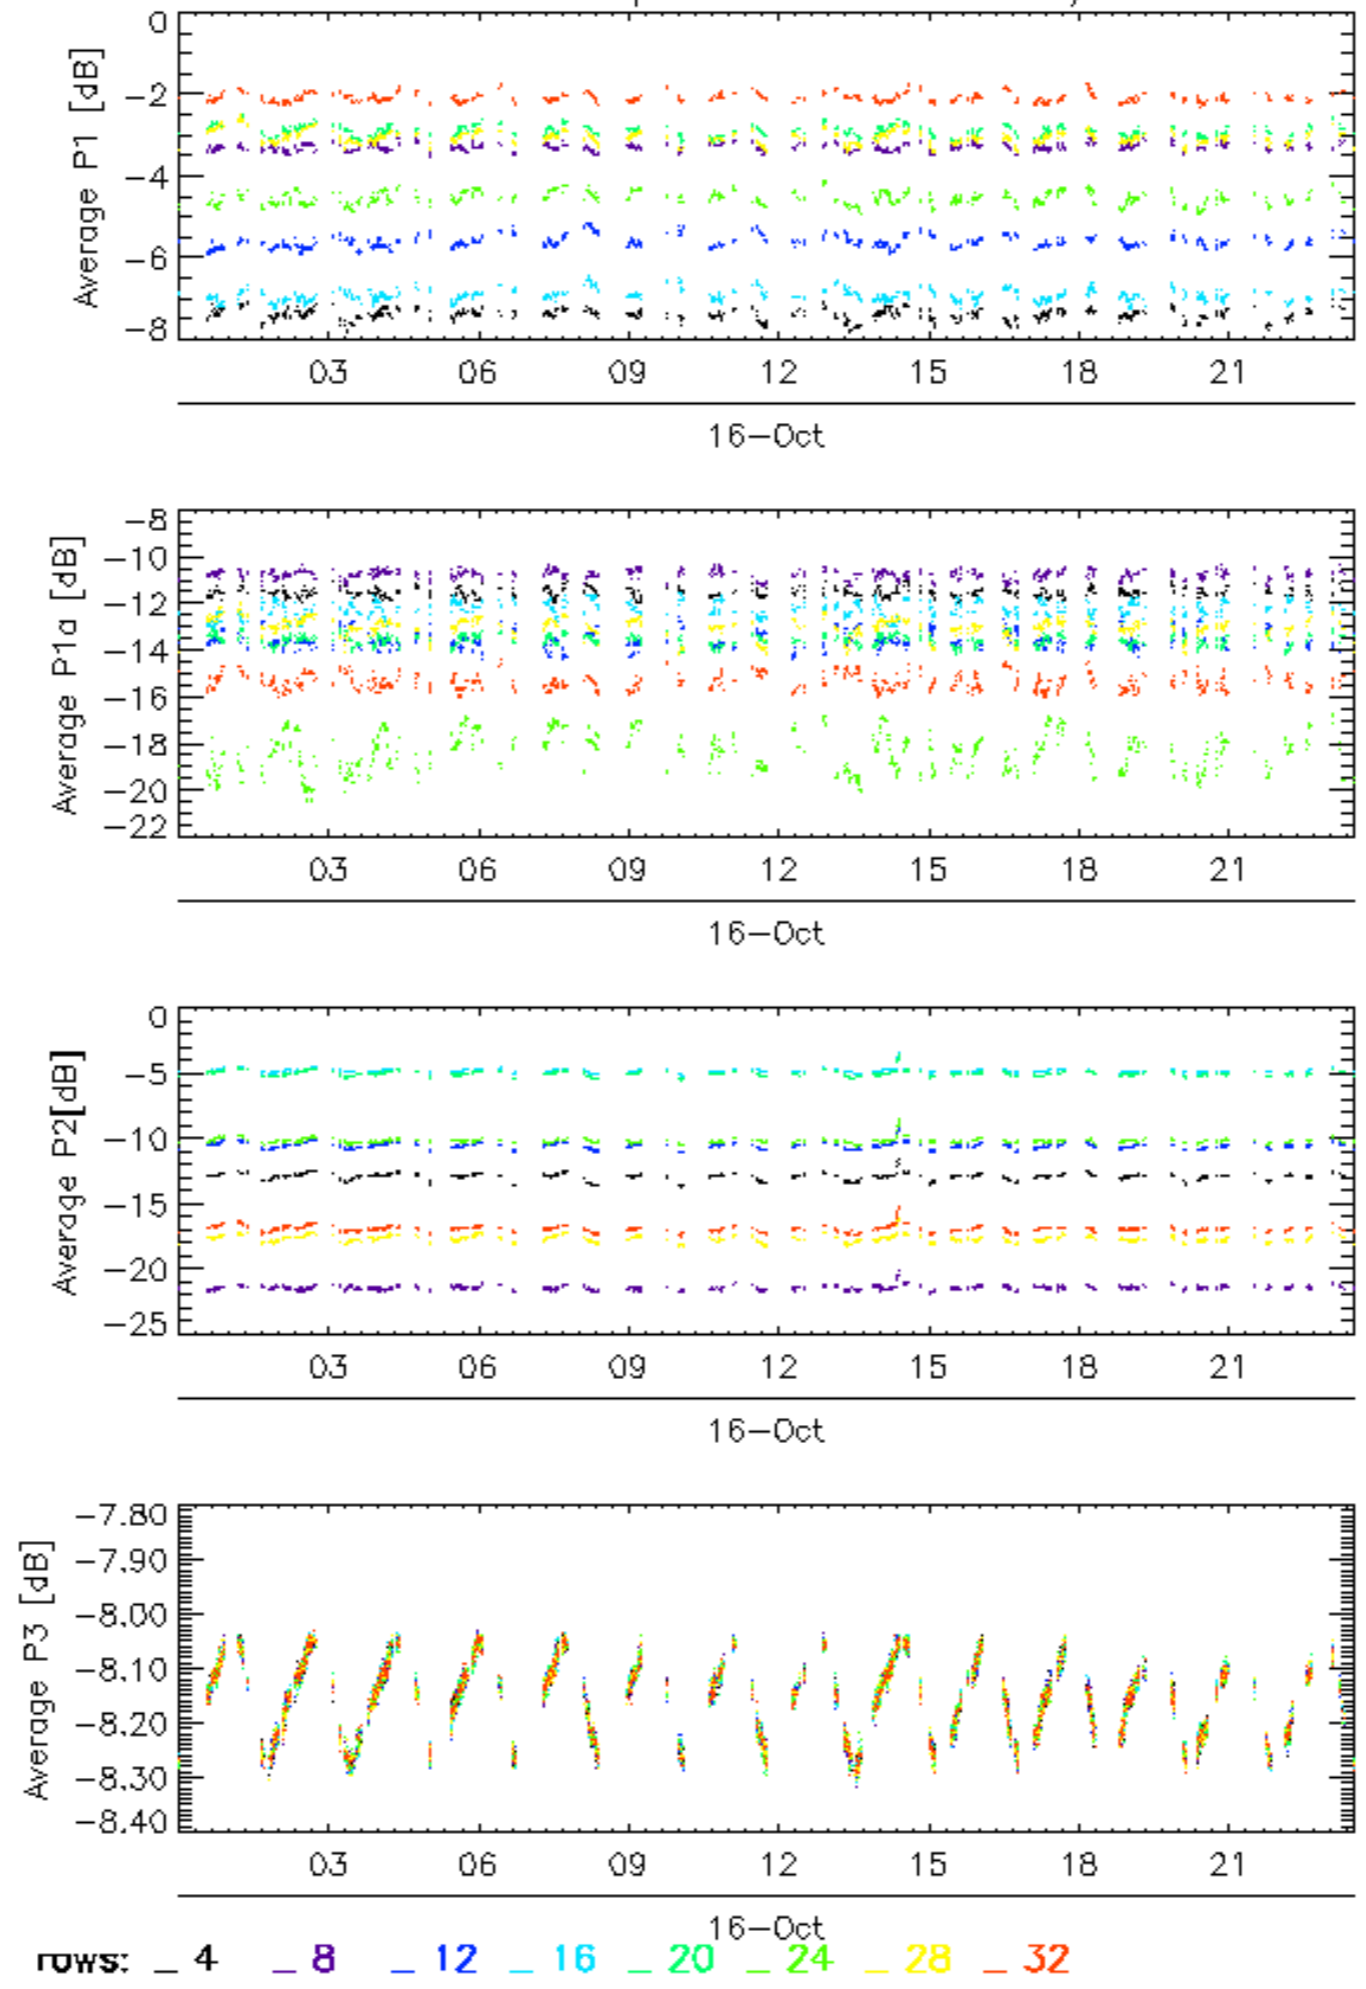 0
-2
-4
-6
-8
Average P1 [dB]
03 06 09 12 15 18 21
16-Oct
-8
-10
-12
-14
-16
-18
-20
-22
Average P1a [dB]
03 06 09 12 15 18 21
16-Oct
0
-5
-10
-15
-20
-25
Average P2[dB]
03 06 09 12 15 18 21
16-Oct
-7.80
-7.90
-8.00
-8.10
-8.20
-8.30
-8.40
Average P3 [dB]
03 06 09 12 15 18 21
16-Oct
rows: _ 4 _ 8 _ 12 _ 16 _ 20 _ 24 _ 28 _ 32